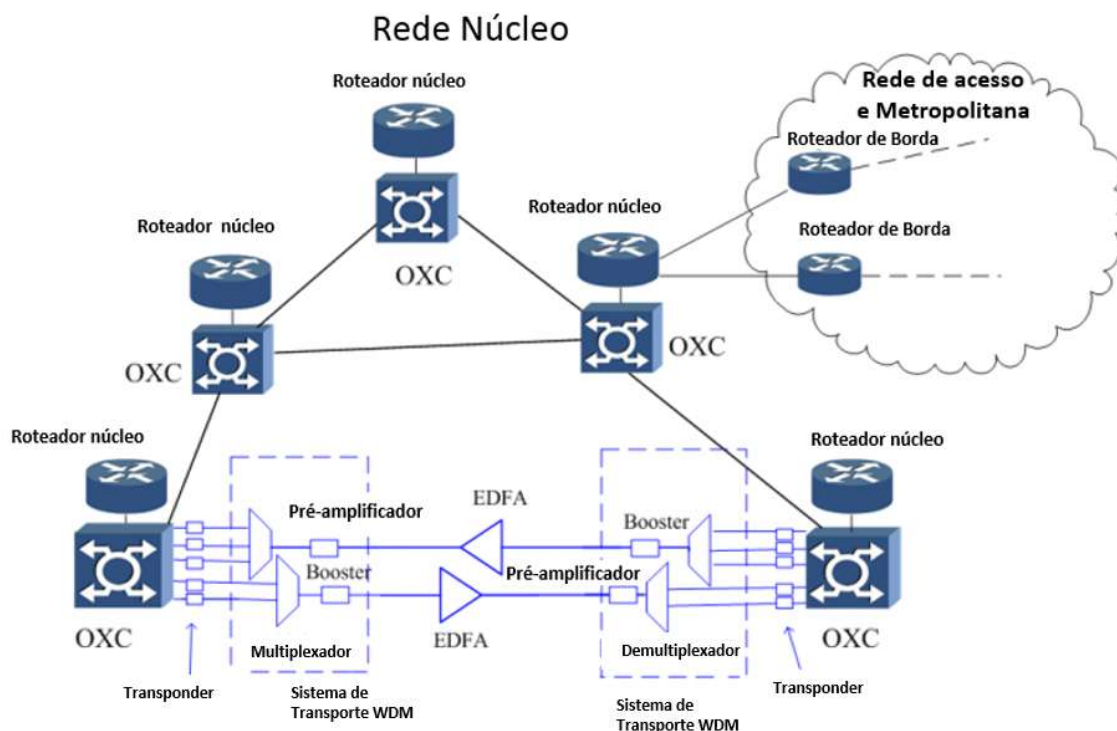 Rede Núcleo
Roteador núcleo
Rede de acesso
e Metropolitana
Roteador de Borda
Roteador núcleo
Roteador núcleo
Roteador de Borda
OXC
OXC
OXC
Roteador núcleo
Roteador núcleo
EDFA
Pré-amplificador
Booster
Booster
Pré-amplificador
OXC
EDFA
OXC
Multiplexador
Demultiplexador
Transponder
Sistema de
Transporte WDM
Sistema de
Transporte WDM
Transponder